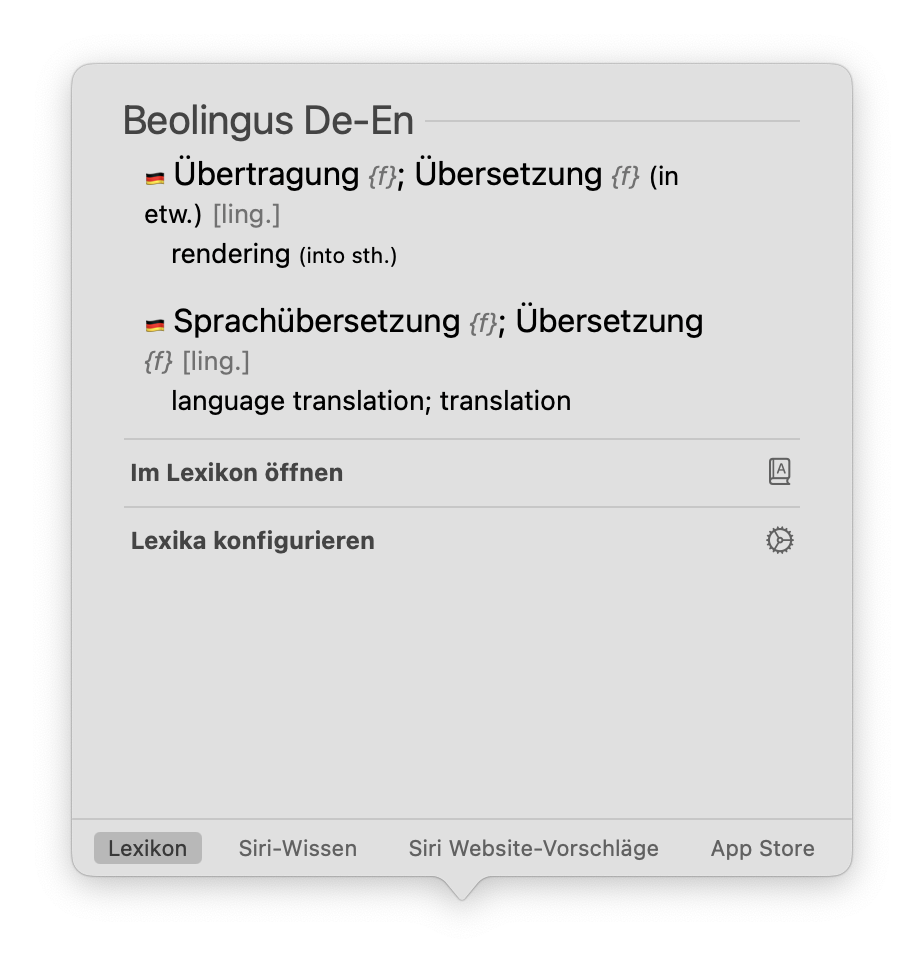 Beolingus De-En
🇩🇪 Übertragung {f}; Übersetzung {f} (in
etw.) [ling.]
rendering (into sth.)
🇩🇪 Sprachübersetzung {f}; Übersetzung
{f} [ling.]
language translation; translation
Im Lexikon öffnen
A
Lexika konfigurieren
Lexikon Siri-Wissen Siri Website-Vorschläge App Store